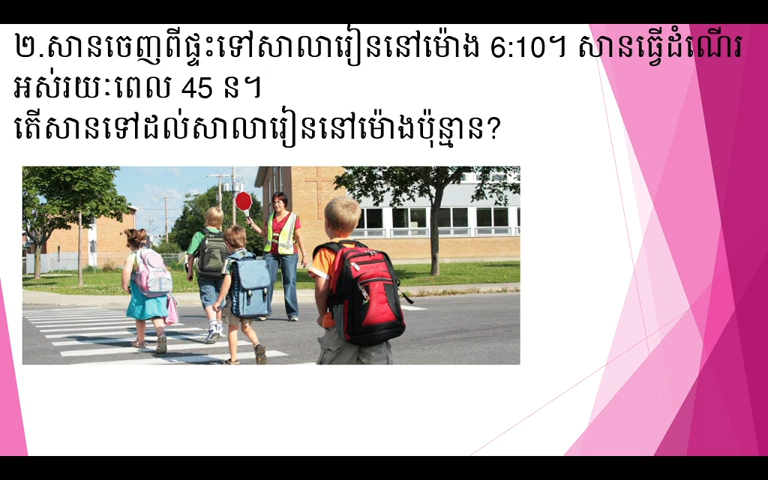 ២.សានចេញពីផ្ទះទៅសាលារៀននៅម៉ោង 6:10។ សានធ្វើដំណើរ
អស់រយៈពេល 45 ន។
តើសានទៅដល់សាលារៀននៅម៉ោងប៉ុន្មាន?